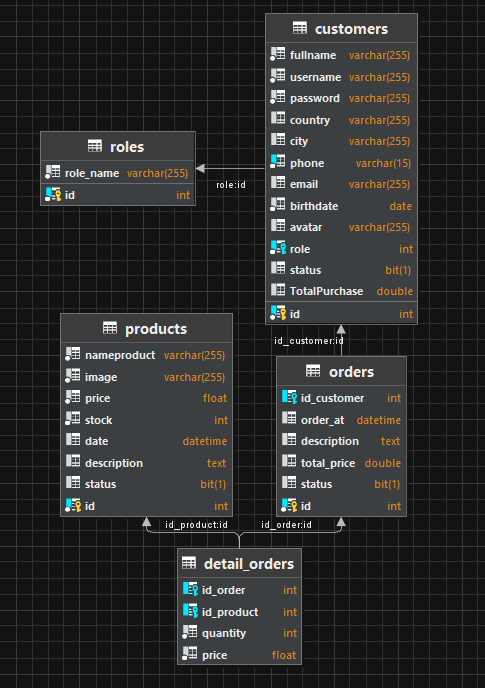 customers
fullname varchar(255)
username varchar(255)
password varchar(255)
country varchar(255)
city varchar(255)
phone varchar(15)
email varchar(255)
birthdate date
avatar varchar(255)
role int
status bit(1)
TotalPurchase double
id int
roles
role_name varchar(255)
id int
role:id
products
nameproduct varchar(255)
image varchar(255)
price float
stock int
date datetime
description text
status bit(1)
id int
id_customer:id
orders
id_customer int
order_at datetime
description text
total_price double
status bit(1)
id int
id_product:id
id_order:id
detail_orders
id_order int
id_product int
quantity int
price float